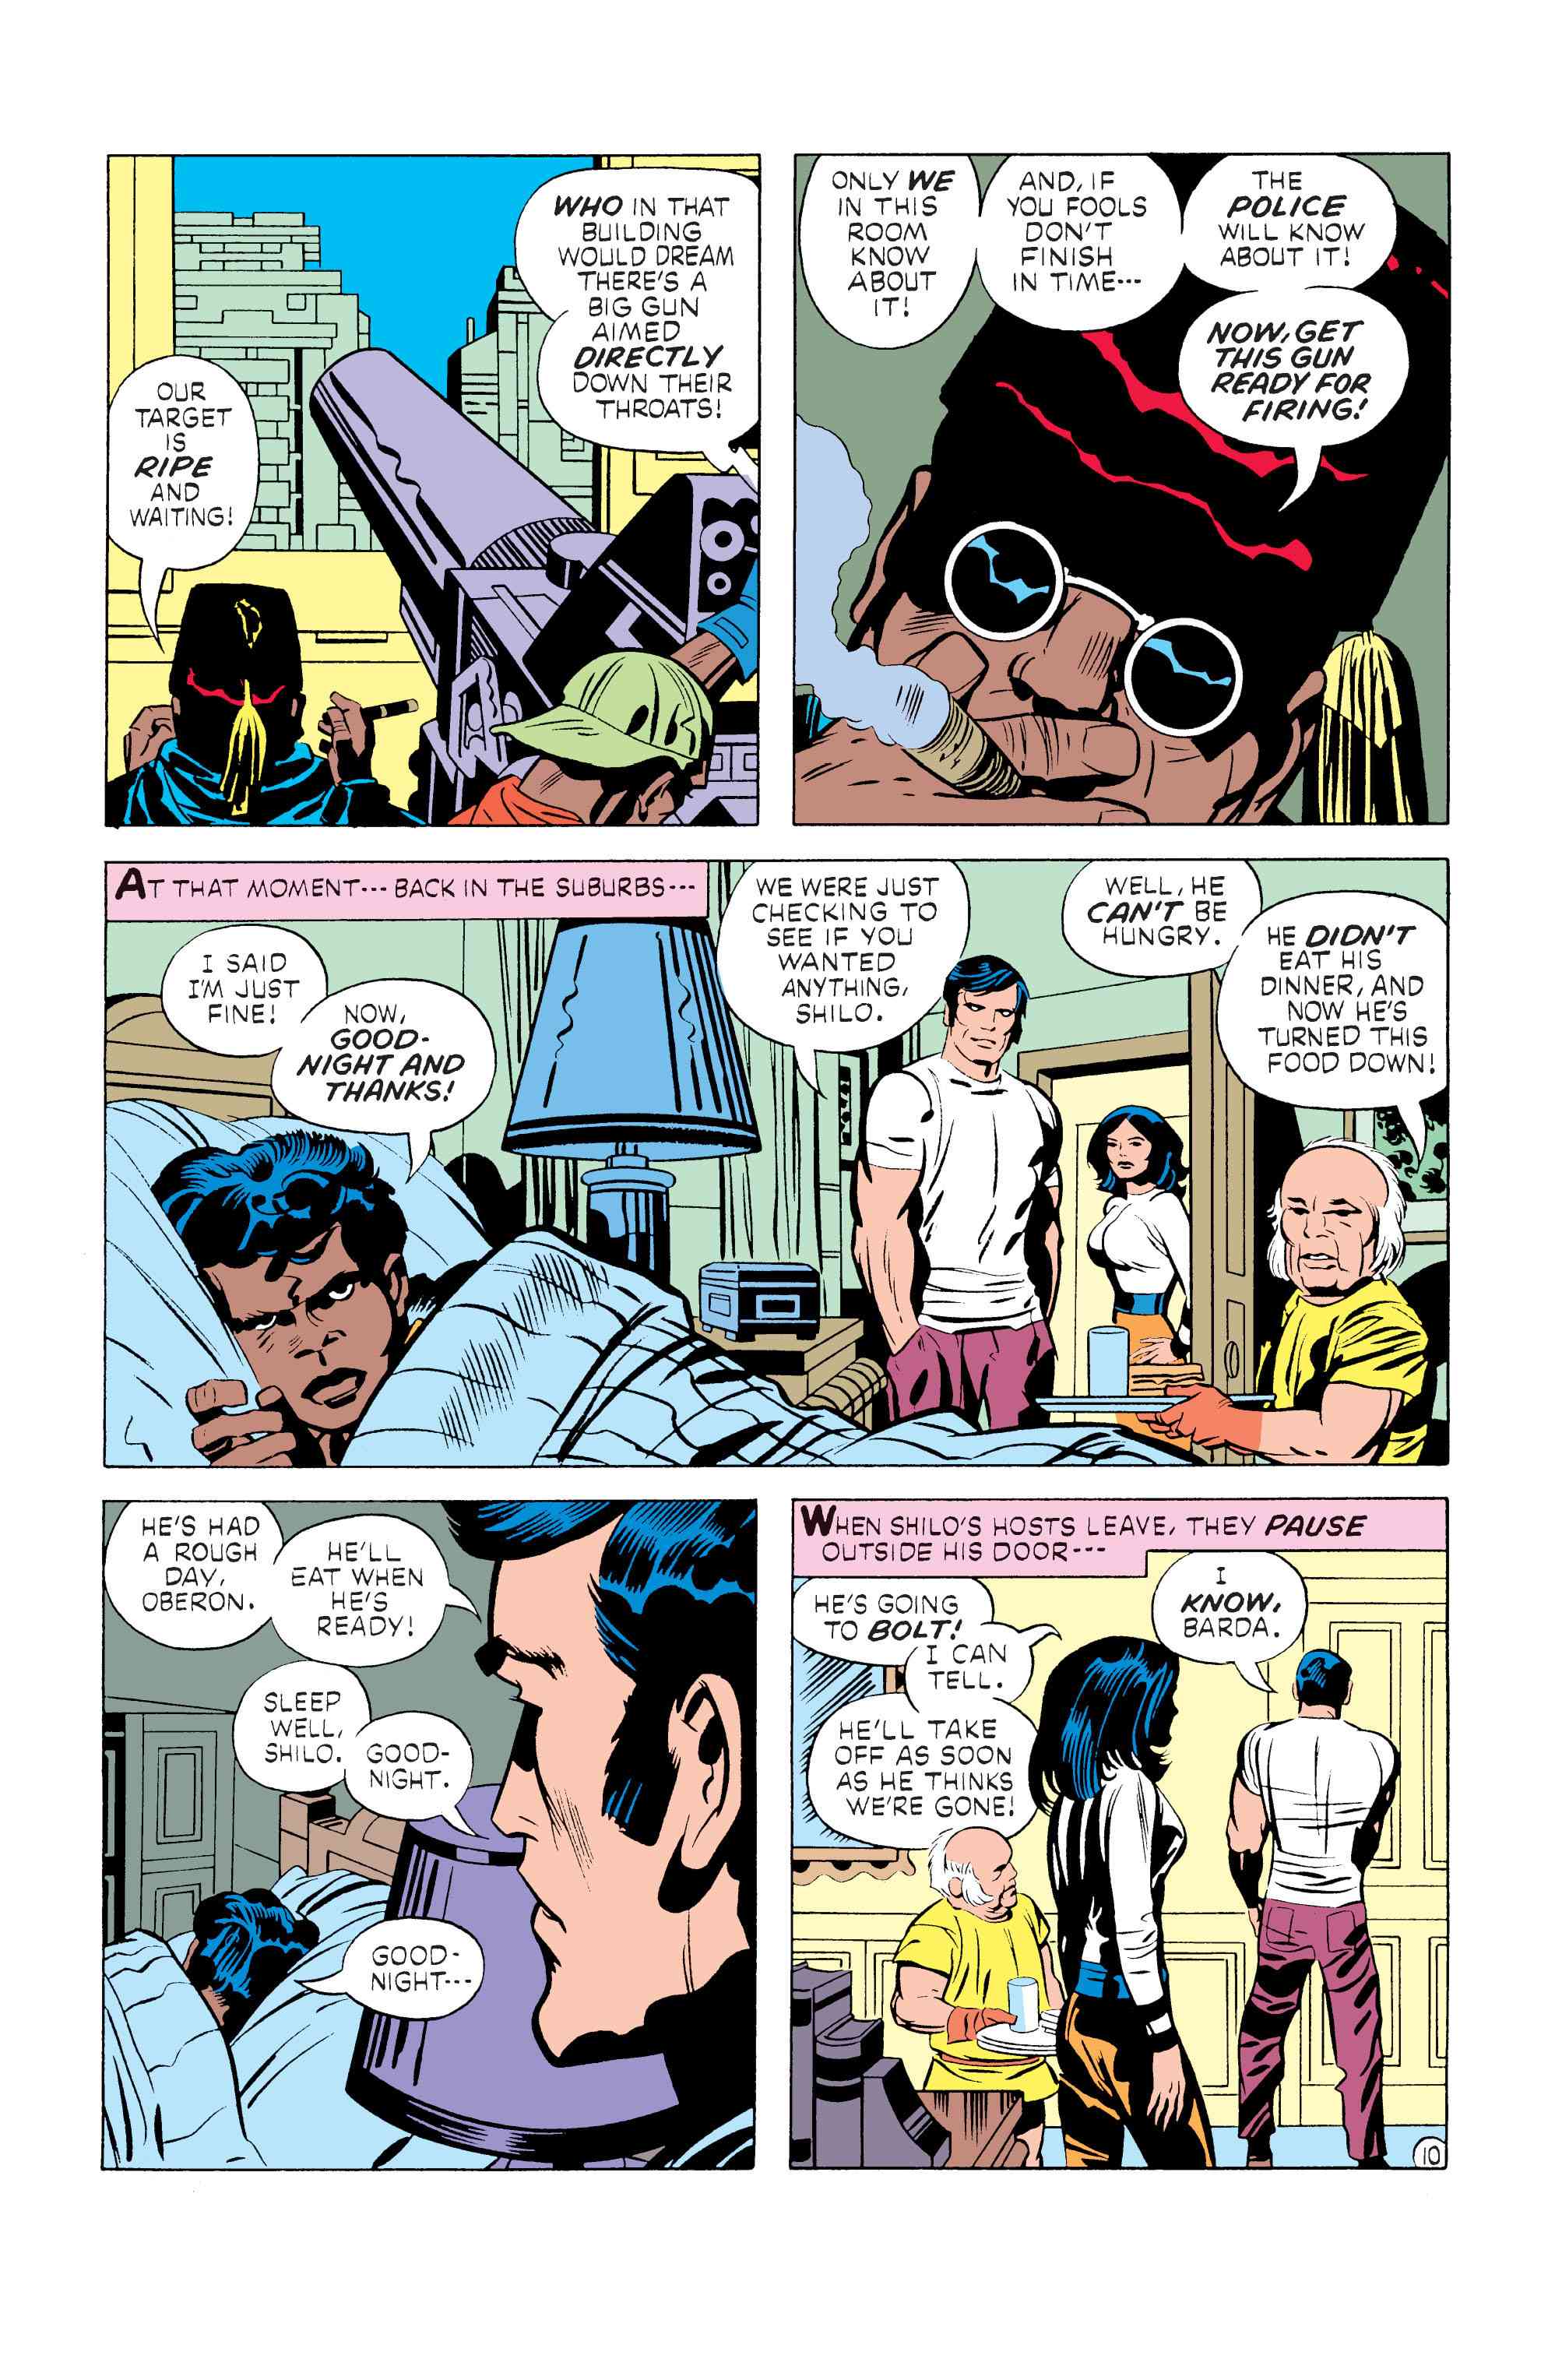 OUR
TARGET
IS
RIPE
AND
WAITING!
WHO IN THAT
BUILDING
WOULD DREAM
THERE'S A
BIG GUN
AIMED
DIRECTLY
DOWN THEIR
THROATS!
ONLY WE
IN THIS
ROOM
KNOW
ABOUT
IT!
AND, IF
YOU FOOLS
DON'T
FINISH
IN TIME---
THE
POLICE
WILL KNOW
ABOUT IT!
NOW, GET
THIS GUN
READY FOR
FIRING!
AT THAT MOMENT--- BACK IN THE SUBURBS---
I SAID
I'M JUST
FINE!
NOW,
GOOD-
NIGHT AND
THANKS!
WE WERE JUST
CHECKING TO
SEE IF YOU
WANTED
ANYTHING,
SHILO.
WELL, HE
CAN'T BE
HUNGRY.
HE DIDN'T
EAT HIS
DINNER, AND
NOW HE'S
TURNED THIS
FOOD DOWN!
HE'S HAD
A ROUGH
DAY,
OBERON.
HE'LL
EAT WHEN
HE'S
READY!
SLEEP
WELL,
SHILO.
GOOD-
NIGHT.
GOOD-
NIGHT---
WHEN SHILO'S HOSTS LEAVE, THEY PAUSE
OUTSIDE HIS DOOR---
HE'S GOING
TO BOLT!
I CAN
TELL.
HE'LL TAKE
OFF AS SOON
AS HE THINKS
WE'RE GONE!
I
KNOW,
BARDA.
10